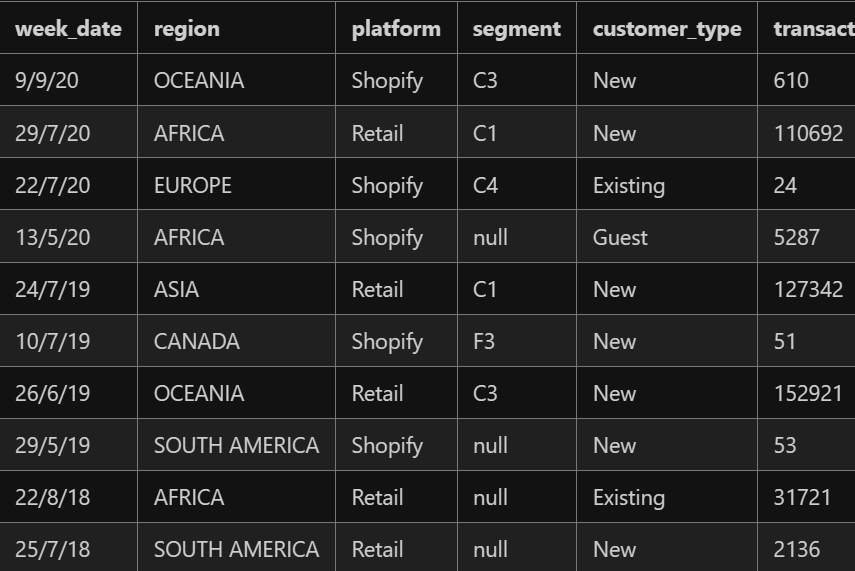 week_date region platform segment customer_type transact
9/9/20 OCEANIA Shopify C3 New 610
29/7/20 AFRICA Retail C1 New 110692
22/7/20 EUROPE Shopify C4 Existing 24
13/5/20 AFRICA Shopify null Guest 5287
24/7/19 ASIA Retail C1 New 127342
10/7/19 CANADA Shopify F3 New 51
26/6/19 OCEANIA Retail C3 New 152921
29/5/19 SOUTH AMERICA Shopify null New 53
22/8/18 AFRICA Retail null Existing 31721
25/7/18 SOUTH AMERICA Retail null New 2136